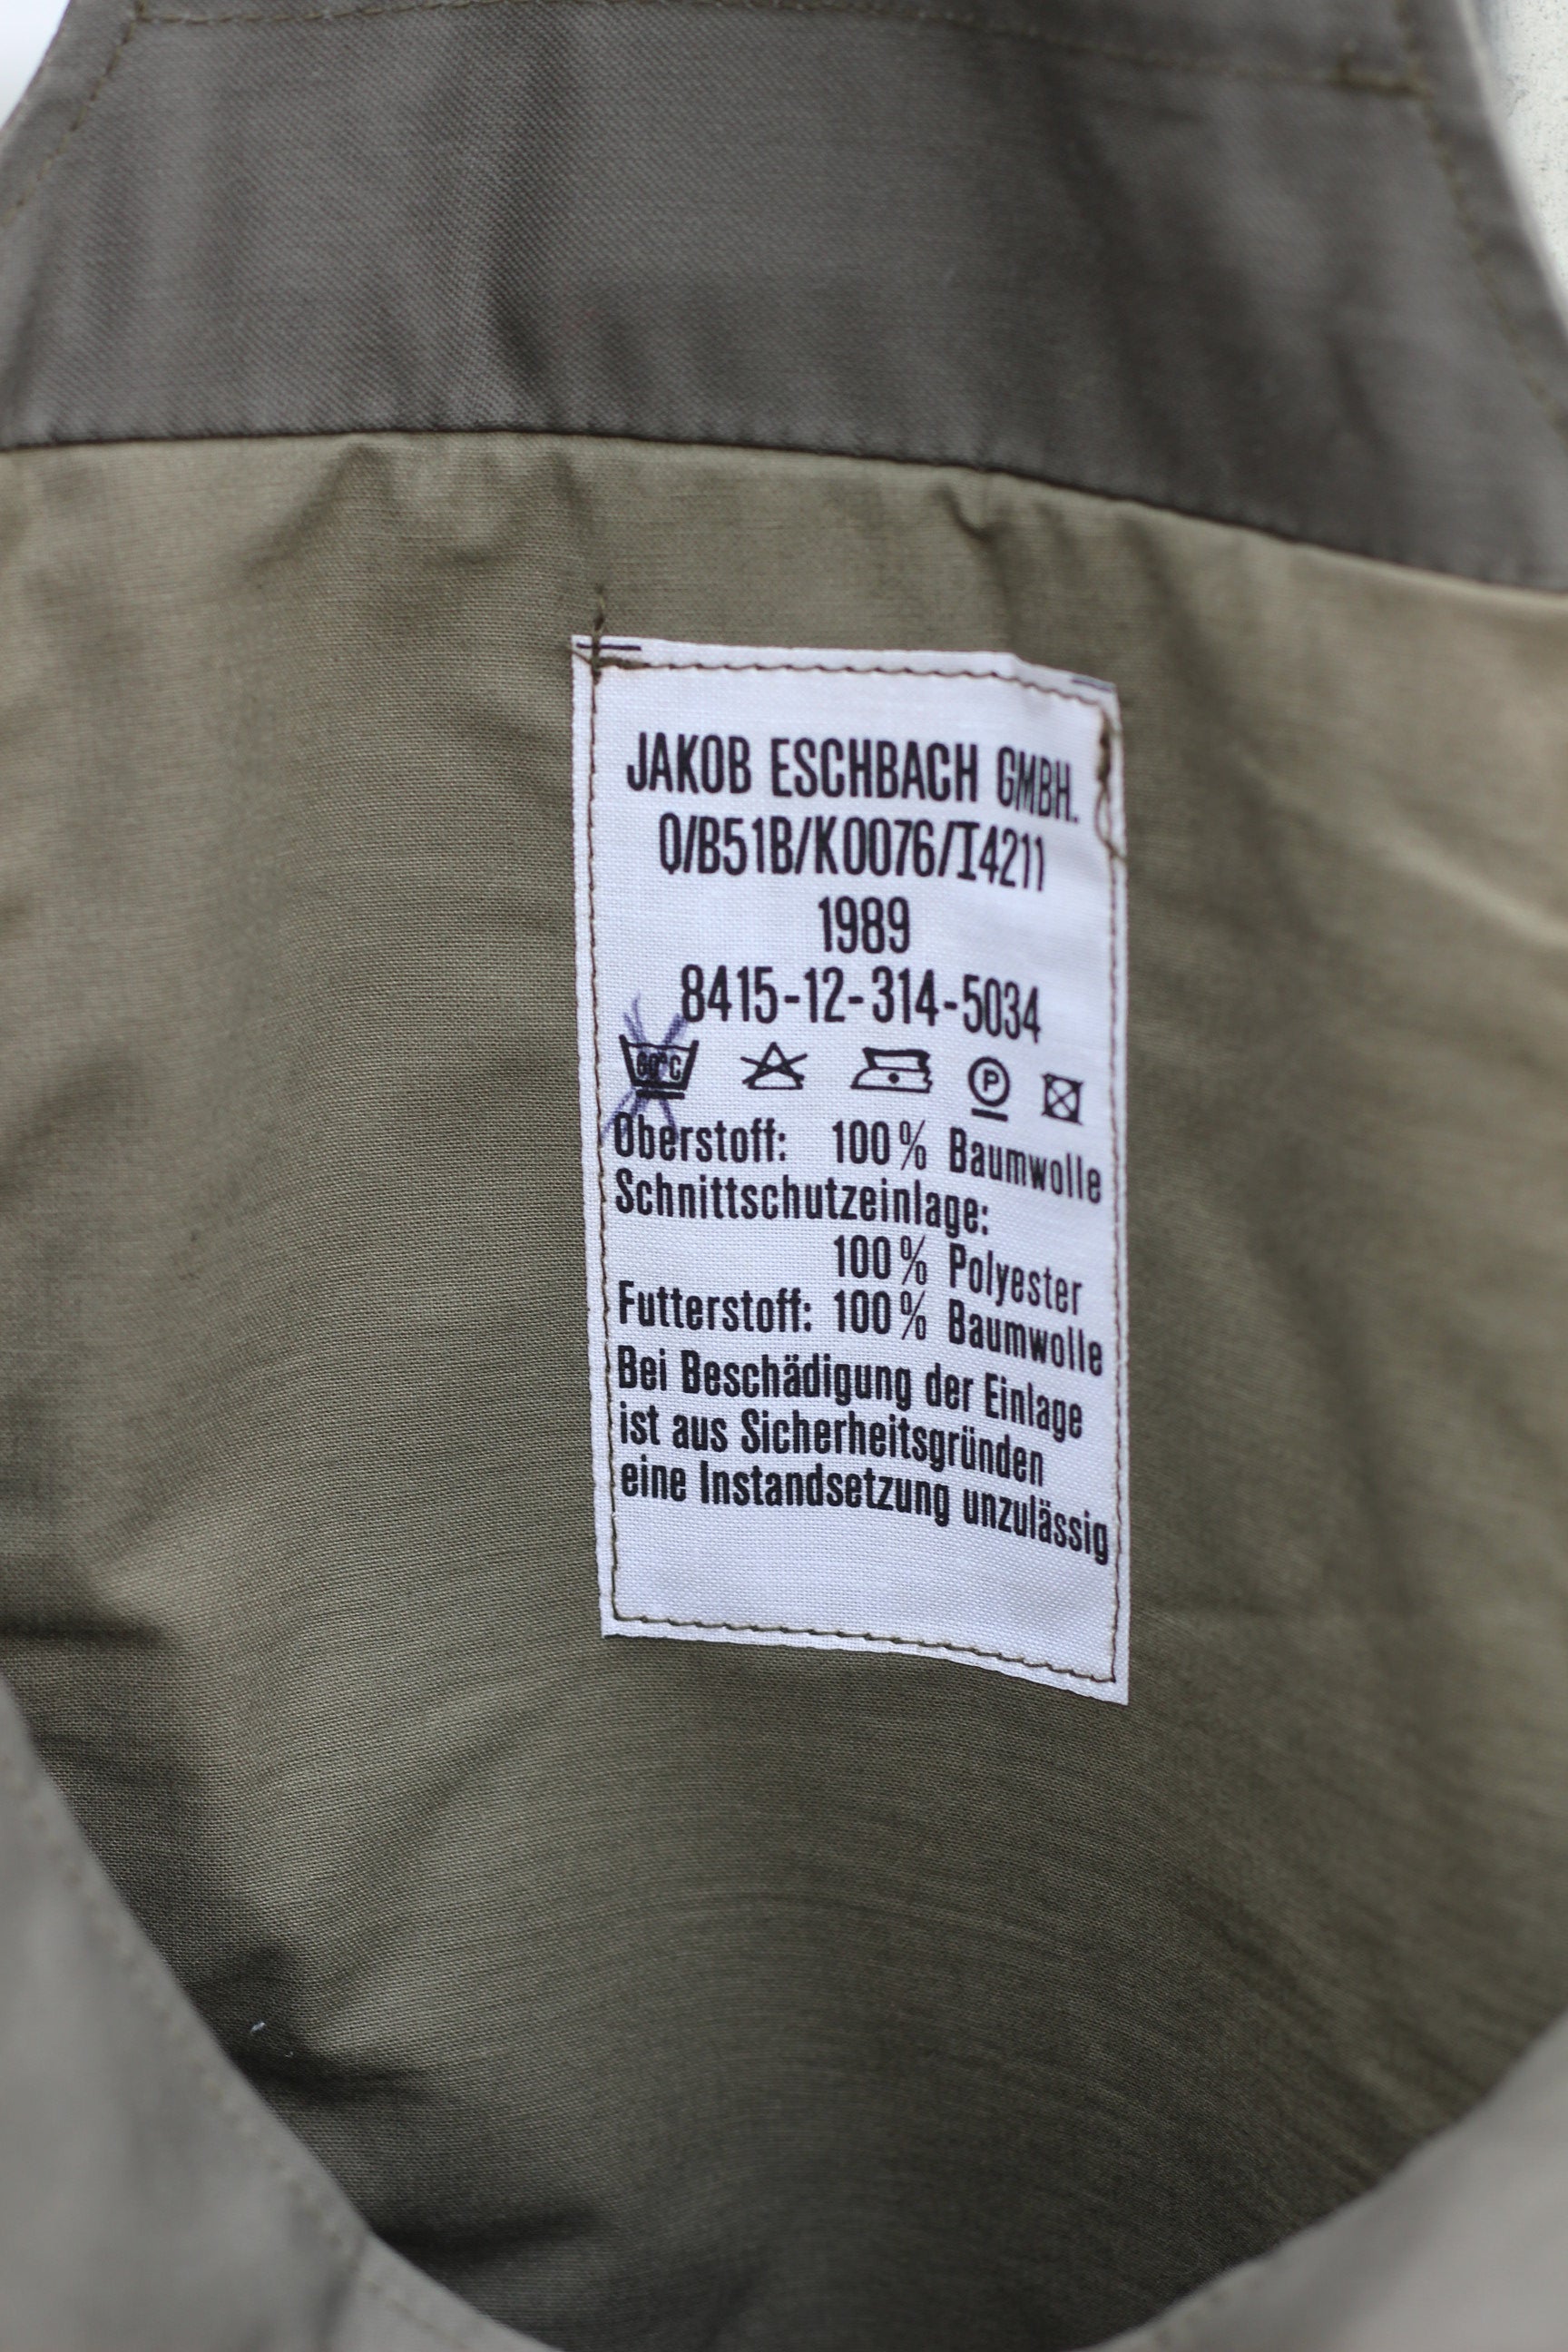 JAKOB ESCHBACH GMBH.
Q/B51B/K0076/I4211
1989
8415-12-314-5034
60°C P
Oberstoff: 100% Baumwolle
Schnittschutzeinlage:
100% Polyester
Futterstoff: 100% Baumwolle
Bei Beschädigung der Einlage
ist aus Sicherheitsgründen
eine Instandsetzung unzulässig